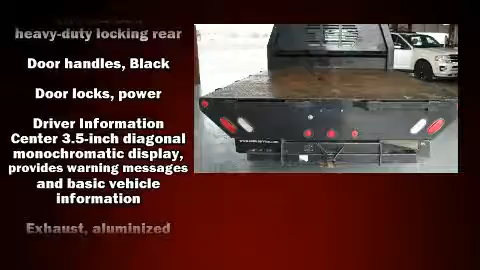 heavy-duty locking rear
Door handles, Black
Door locks, power
Driver Information
Center 3.5-inch diagonal
monochromatic display,
provides warning messages
and basic vehicle
information
Exhaust, aluminized